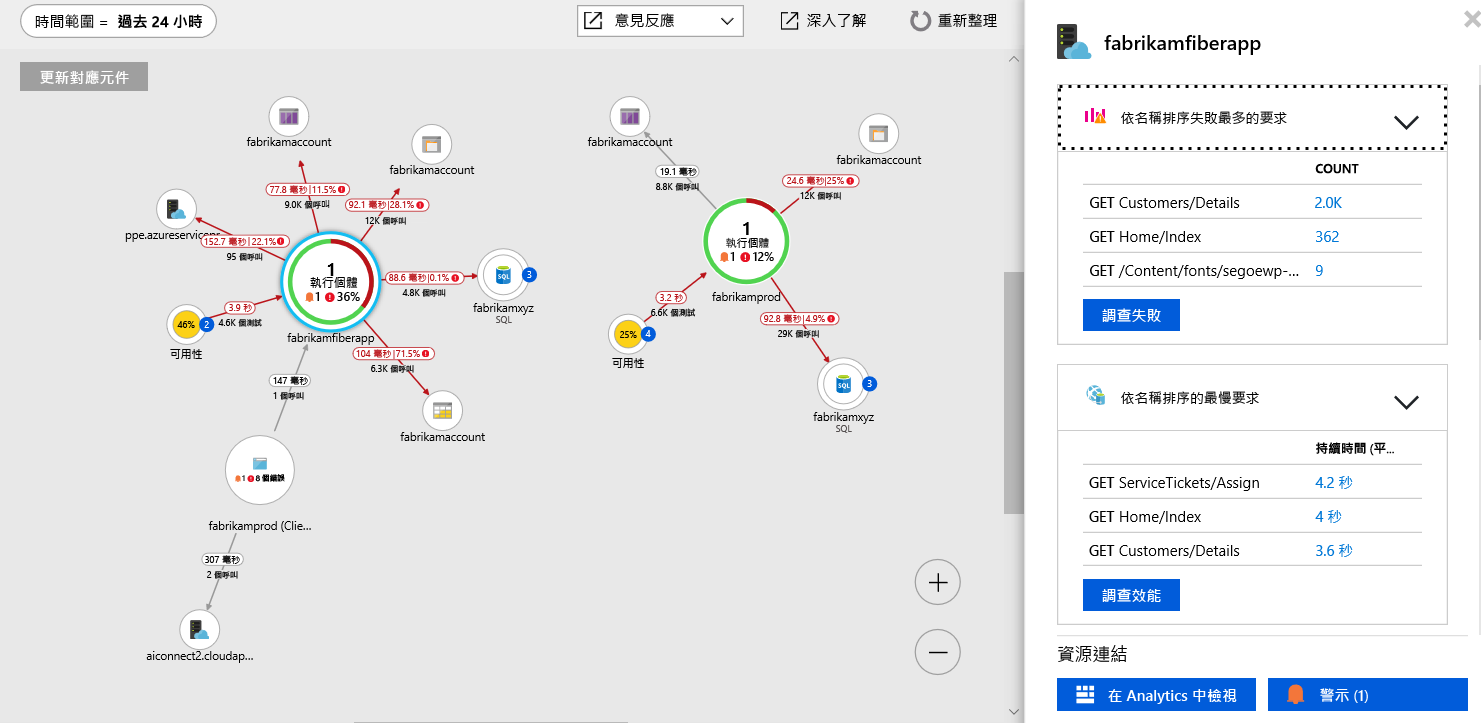 時間範圍 = 過去 24 小時
意見反應
深入了解
重新整理
更新對應元件
fabrikamaccount
fabrikamaccount
77.8 毫秒|11.5%
9.0K 個呼叫
92.1 毫秒|28.1%
12K 個呼叫
152.7 毫秒|22.1%
95 個呼叫
1
執行個體
1 36%
fabrikamfiberapp
88.6 毫秒|0.1%
4.8K 個呼叫
SQL
3
fabrikamxyz
SQL
46%
2
可用性
3.9 秒
4.6K 個測試
104 毫秒|71.5%
6.3K 個呼叫
fabrikamaccount
147 毫秒
1 個呼叫
1 8 個錯誤
fabrikamprod (Clie...
307 毫秒
2 個呼叫
aiconnect2.cloudap...
fabrikamaccount
fabrikamaccount
19.1 毫秒
8.8K 個呼叫
24.6 毫秒|25%
12K 個呼叫
1
執行個體
1 12%
fabrikamprod
3.2 秒
6.6K 個測試
25%
4
可用性
92.8 毫秒|4.9%
29K 個呼叫
SQL
3
fabrikamxyz
SQL
fabrikamfiberapp
依名稱排序失敗最多的要求
COUNT
GET Customers/Details 2.0K
GET Home/Index 362
GET /Content/fonts/segoewp-... 9
調查失敗
依名稱排序的最慢要求
持續時間 (平...
GET ServiceTickets/Assign 4.2 秒
GET Home/Index 4 秒
GET Customers/Details 3.6 秒
調查效能
資源連結
在 Analytics 中檢視
警示 (1)